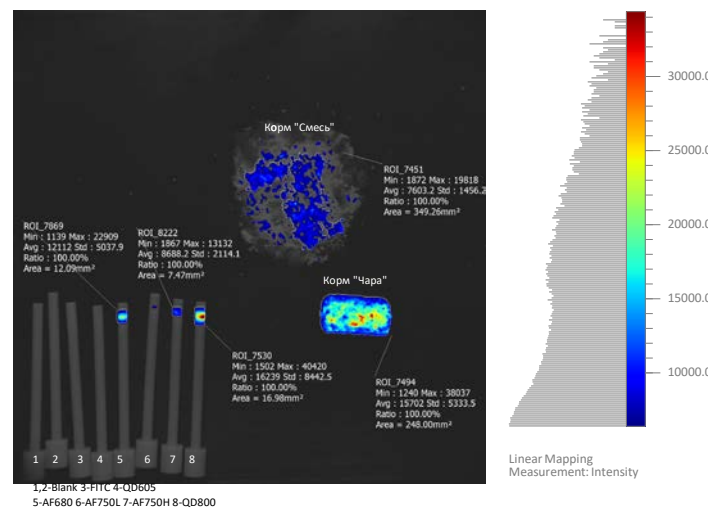 Корм "Смесь"
ROI_7451
Min : 1872 Max : 19818
Avg : 7603.2 Std : 1456.2
Ratio : 100.00%
Area = 349.26mm²
ROI_7869
Min : 1139 Max : 22909
Avg : 12112 Std : 5037.9
Ratio : 100.00%
Area = 12.09mm²
ROI_8222
Min : 1867 Max : 13132
Avg : 8688.2 Std : 2114.1
Ratio : 100.00%
Area = 7.47mm²
Корм "Чара"
ROI_7530
Min : 1502 Max : 40420
Avg : 16239 Std : 8442.5
Ratio : 100.00%
Area = 16.98mm²
ROI_7494
Min : 1240 Max : 38037
Avg : 15702 Std : 5333.5
Ratio : 100.00%
Area = 248.00mm²
1 2 3 4 5 6 7 8
1,2-Blank 3-FITC 4-QD605
5-AF680 6-AF750L 7-AF750H 8-QD800
30000.0
25000.0
20000.0
15000.0
10000.0
Linear Mapping
Measurement: Intensity